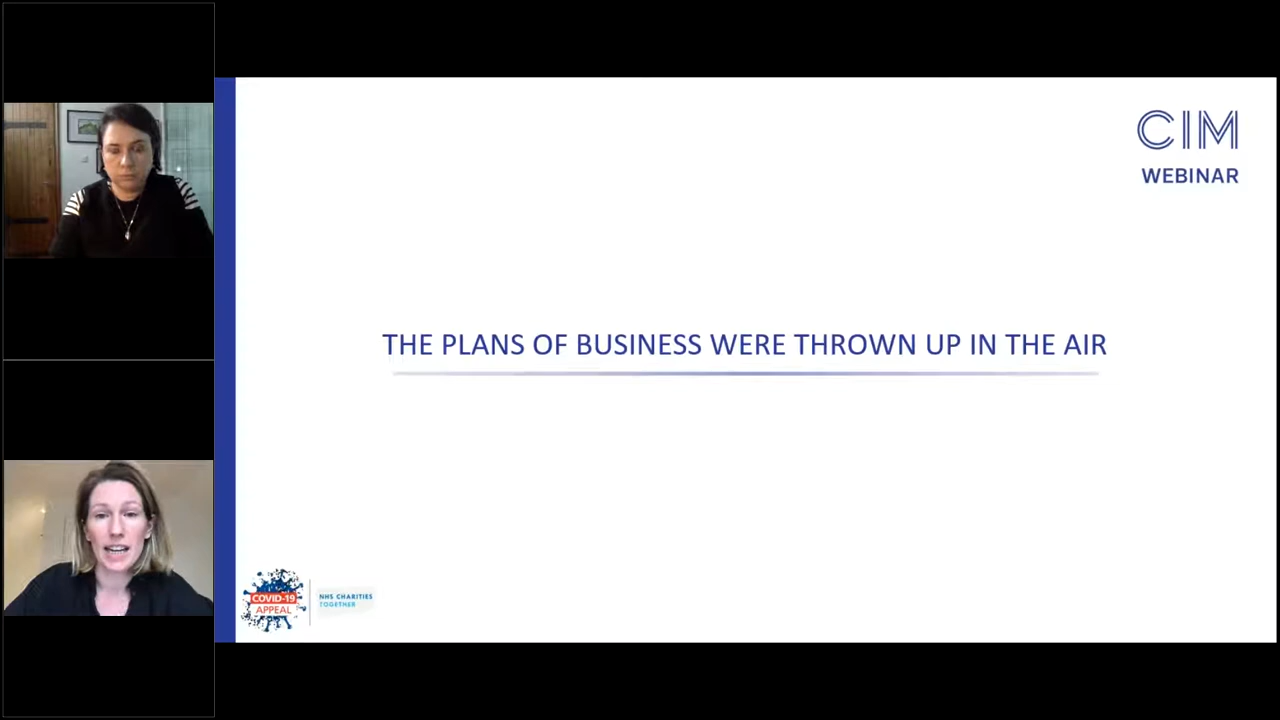 CIM
WEBINAR
THE PLANS OF BUSINESS WERE THROWN UP IN THE AIR
COVID-19
APPEAL
NHS CHARITIES
TOGETHER